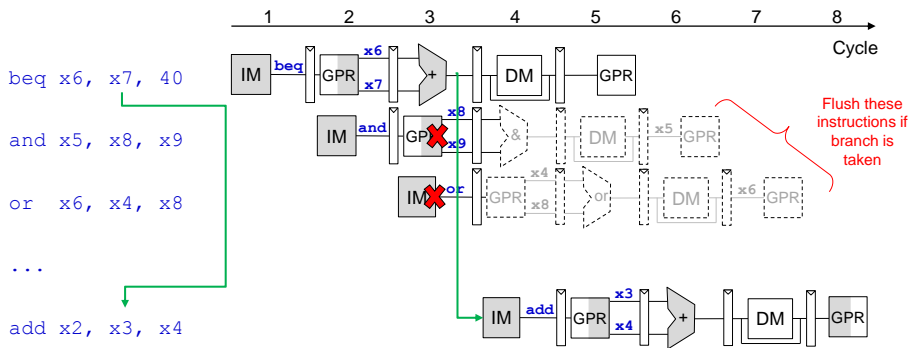 1 2 3 4 5 6 7 8
Cycle
beq x6, x7, 40
IM beq GPR x6 x7 + DM GPR
and x5, x8, x9
IM and GPR x8 x9 & DM x5 GPR
Flush these
instructions if
branch is
taken
or x6, x4, x8
IM or GPR x4 x8 or DM x6 GPR
...
add x2, x3, x4
IM add GPR x3 x4 + DM GPR